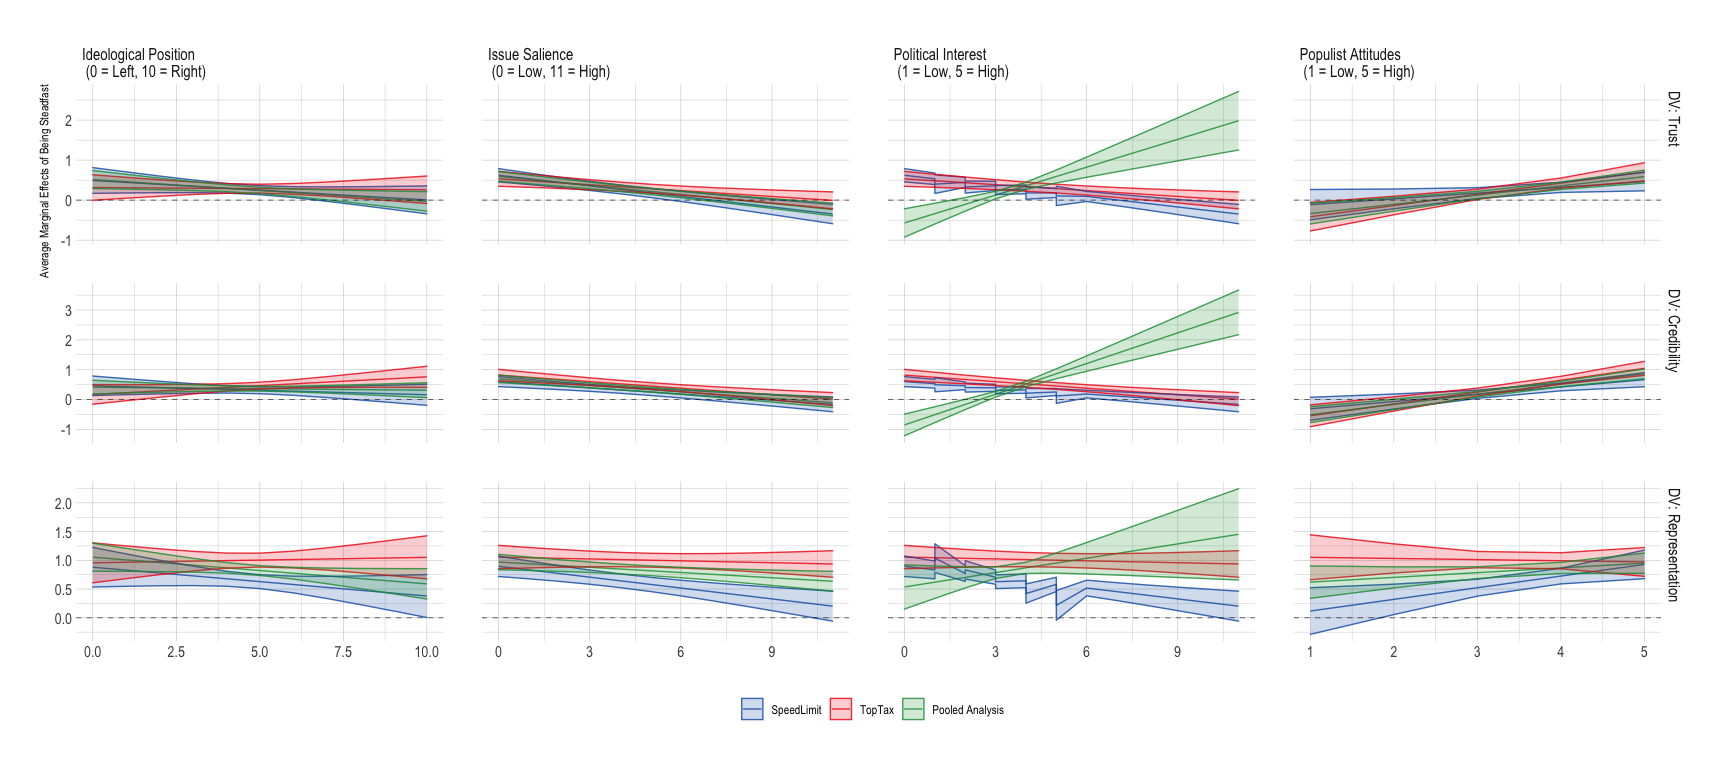 Ideological Position
(0 = Left, 10 = Right)
Issue Salience
(0 = Low, 11 = High)
Political Interest
(1 = Low, 5 = High)
Populist Attitudes
(1 = Low, 5 = High)
Average Marginal Effects of Being Steadfast
2
1
0
-1
DV: Trust
3
2
1
0
-1
DV: Credibility
2.0
1.5
1.0
0.5
0.0
DV: Representation
0.0 2.5 5.0 7.5 10.0
0 3 6 9
0 3 6 9
1 2 3 4 5
SpeedLimit TopTax Pooled Analysis